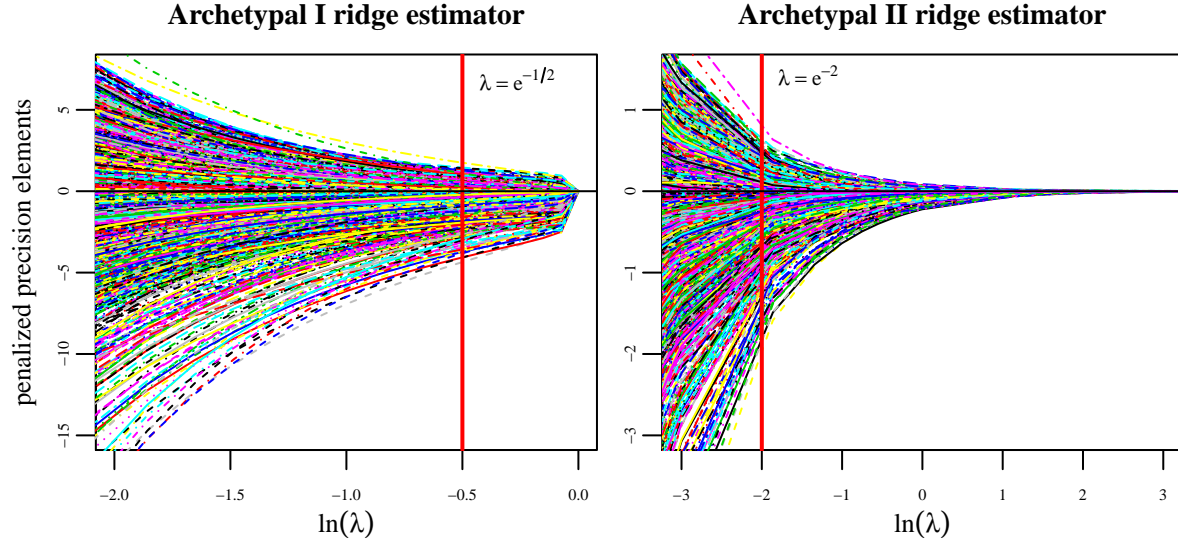 Archetypal I ridge estimator
Archetypal II ridge estimator
penalized precision elements
5
0
−5
−10
−15
λ = e^{−1/2}
−2.0 −1.5 −1.0 −0.5 0.0
ln(λ)
1
0
−1
−2
−3
λ = e^{−2}
−3 −2 −1 0 1 2 3
ln(λ)